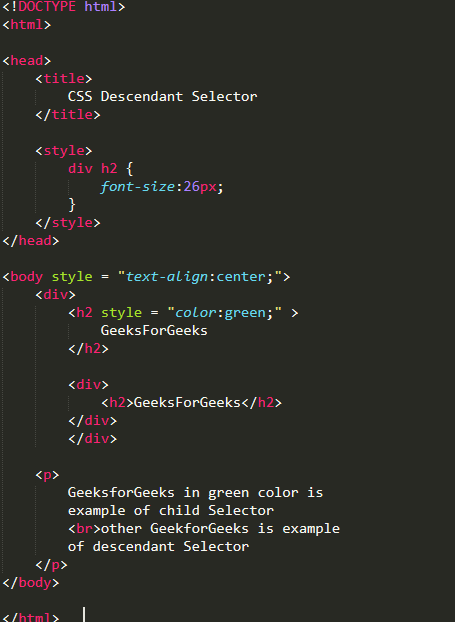 <!DOCTYPE html>
<html>
<head>
<title>
CSS Descendant Selector
</title>
<style>
div h2 {
font-size:26px;
}
</style>
</head>
<body style = "text-align:center;">
<div>
<h2 style = "color:green;" >
GeeksForGeeks
</h2>
<div>
<h2>GeeksForGeeks</h2>
</div>
</div>
<p>
GeeksforGeeks in green color is
example of child Selector
<br>other GeekforGeeks is example
of descendant Selector
</p>
</body>
</html>